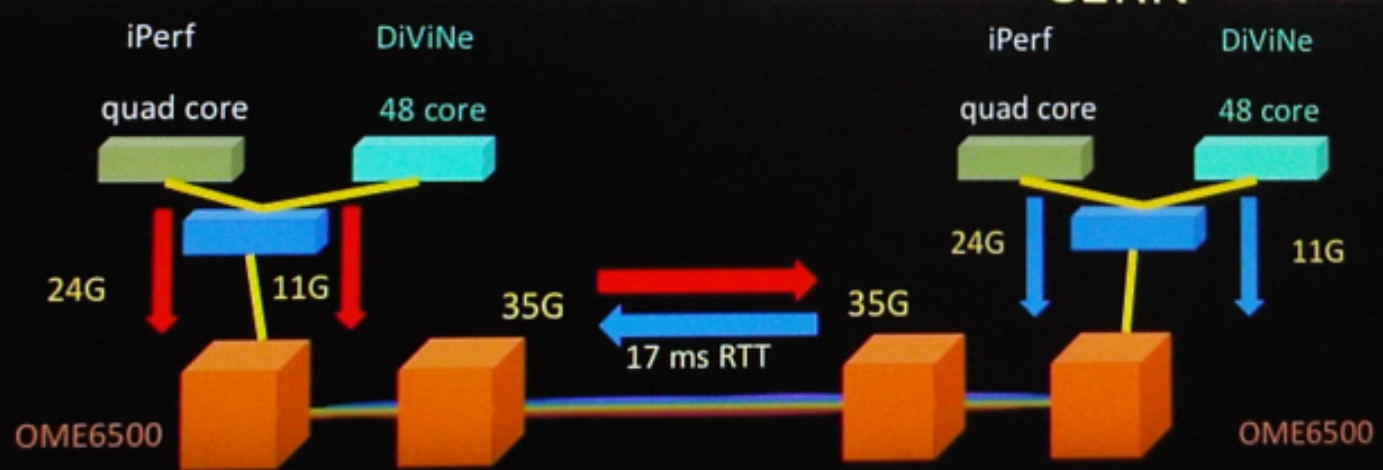 iPerf DiViNe iPerf DiViNe
quad core 48 core quad core 48 core
24G 11G 35G 35G 24G 11G
17 ms RTT
OME6500 OME6500